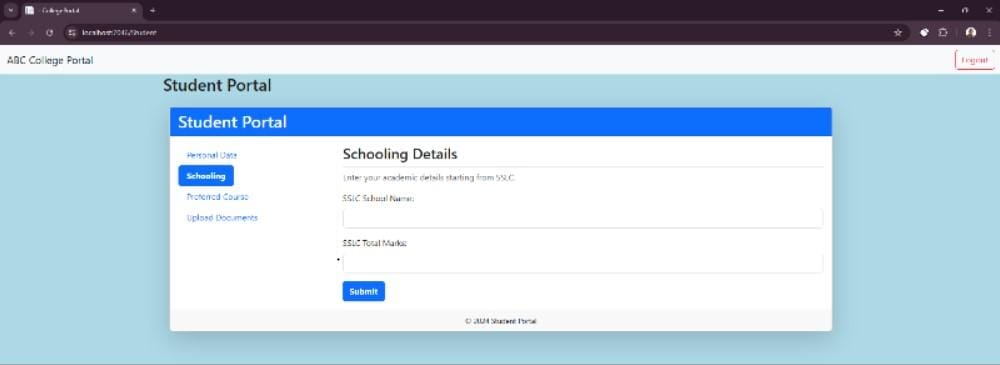 - College Portal
localhost:7046/Student
ABC College Portal
Logout
Student Portal
Student Portal
Personal Data
Schooling
Preferred Course
Upload Documents
Schooling Details
Enter your academic details starting from SSLC.
SSLC School Name:
SSLC Total Marks:
Submit
© 2024 Student Portal